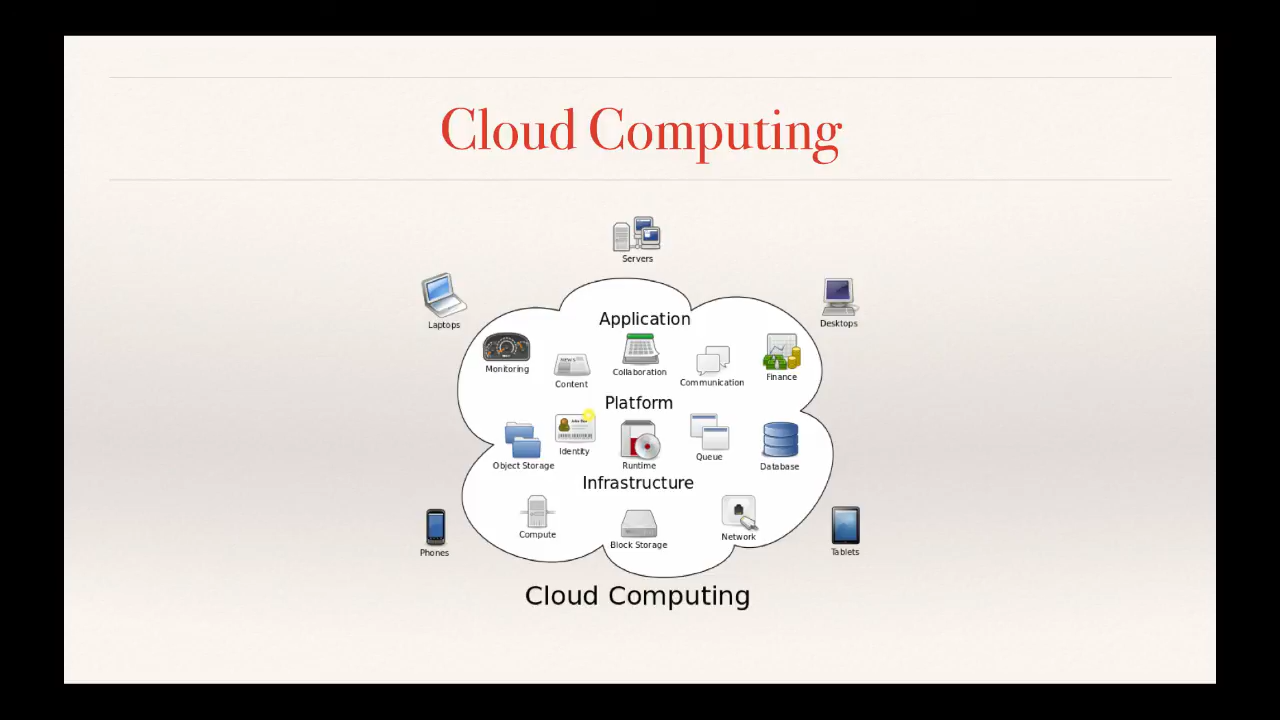 Cloud Computing
Servers
Laptops
Desktops
Application
Monitoring
Content
Collaboration
Communication
Finance
Platform
Object Storage
Identity
Runtime
Queue
Database
Infrastructure
Compute
Block Storage
Network
Phones
Tablets
Cloud Computing